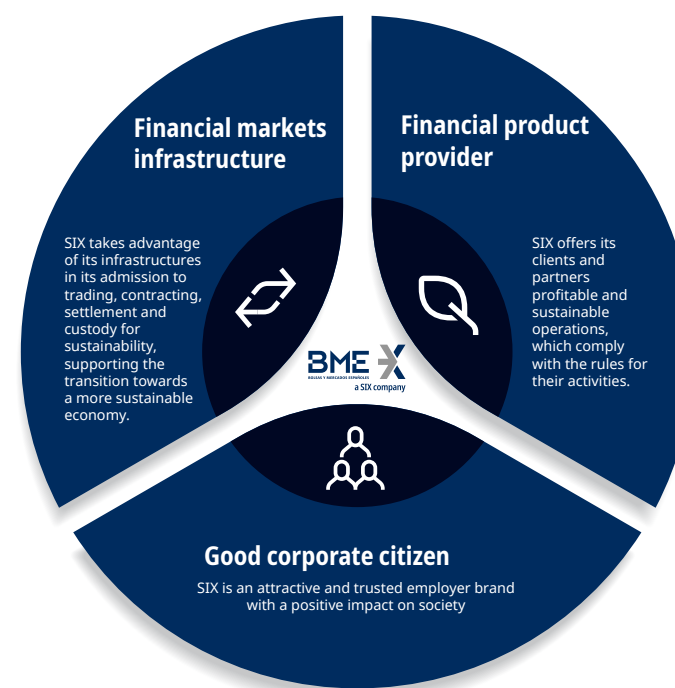 Financial markets
infrastructure
SIX takes advantage
of its infrastructures
in its admission to
trading, contracting,
settlement and
custody for
sustainability,
supporting the
transition towards
a more sustainable
economy.
Financial product
provider
SIX offers its
clients and
partners
profitable and
sustainable
operations,
which comply
with the rules for
their activities.
BME X
BOLSAS Y MERCADOS ESPAÑOLES
a SIX company
Good corporate citizen
SIX is an attractive and trusted employer brand
with a positive impact on society